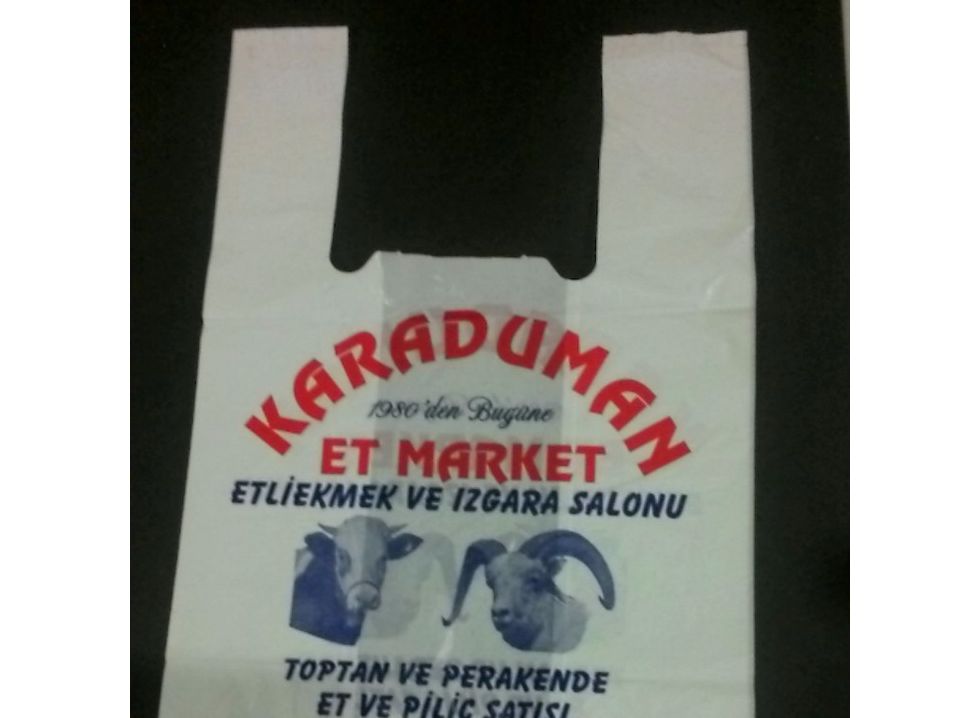 KARADUMAN
1980'den Bugüne
ET MARKET
ETLİEKMEK VE IZGARA SALONU
TOPTAN VE PERAKENDE
ET VE PİLİÇ SATIŞI